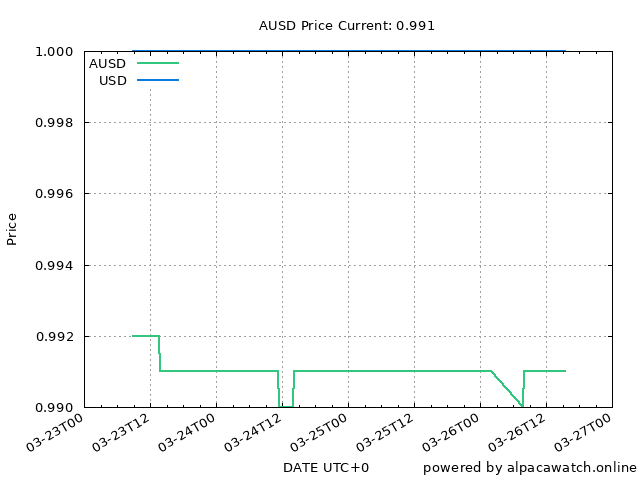 AUSD Price Current: 0.991
1.000
AUSD
USD
0.998
0.996
Price
0.994
0.992
0.990
03-23T00
03-23T12
03-24T00
03-24T12
03-25T00
03-25T12
03-26T00
03-26T12
03-27T00
DATE UTC+0
powered by alpacawatch.online